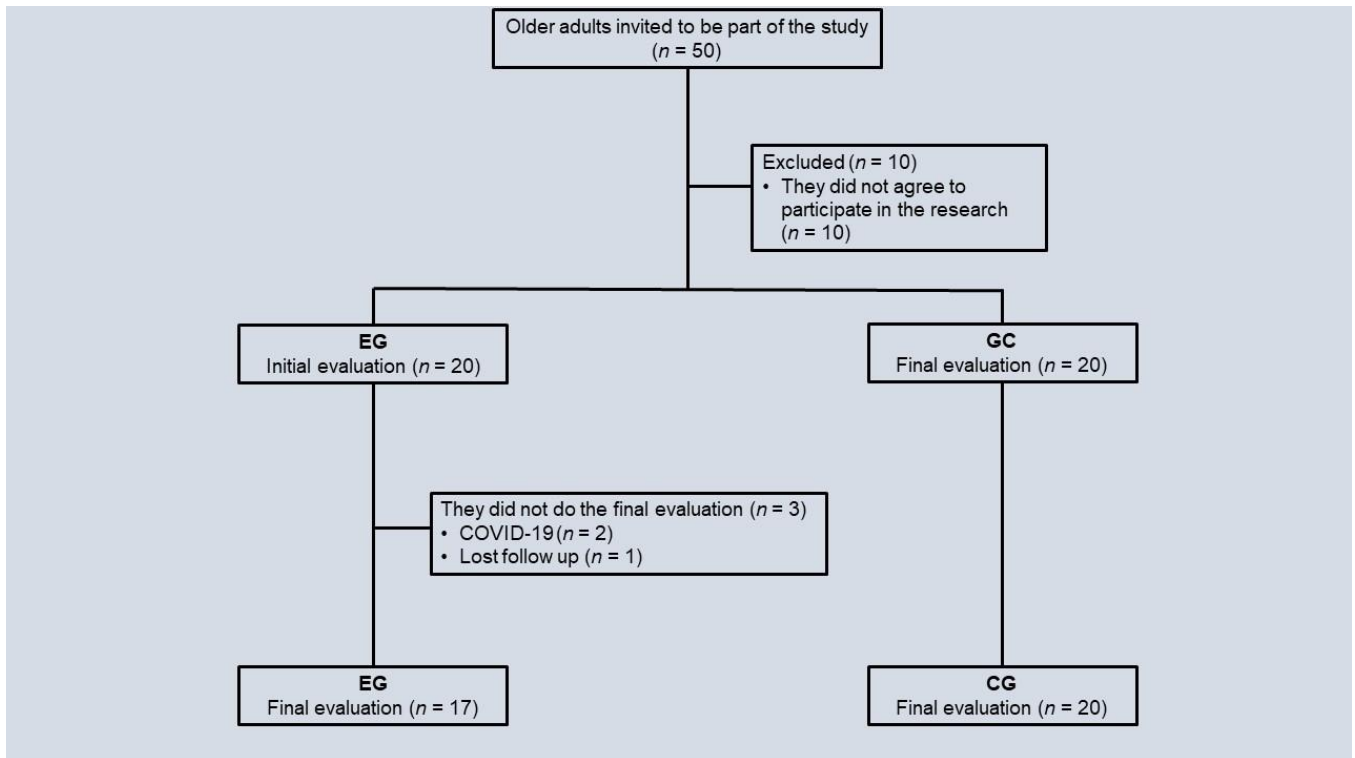 Older adults invited to be part of the study
(n = 50)
Excluded (n = 10)
• They did not agree to
participate in the research
(n = 10)
EG
Initial evaluation (n = 20)
GC
Final evaluation (n = 20)
They did not do the final evaluation (n = 3)
• COVID-19 (n = 2)
• Lost follow up (n = 1)
EG
Final evaluation (n = 17)
CG
Final evaluation (n = 20)